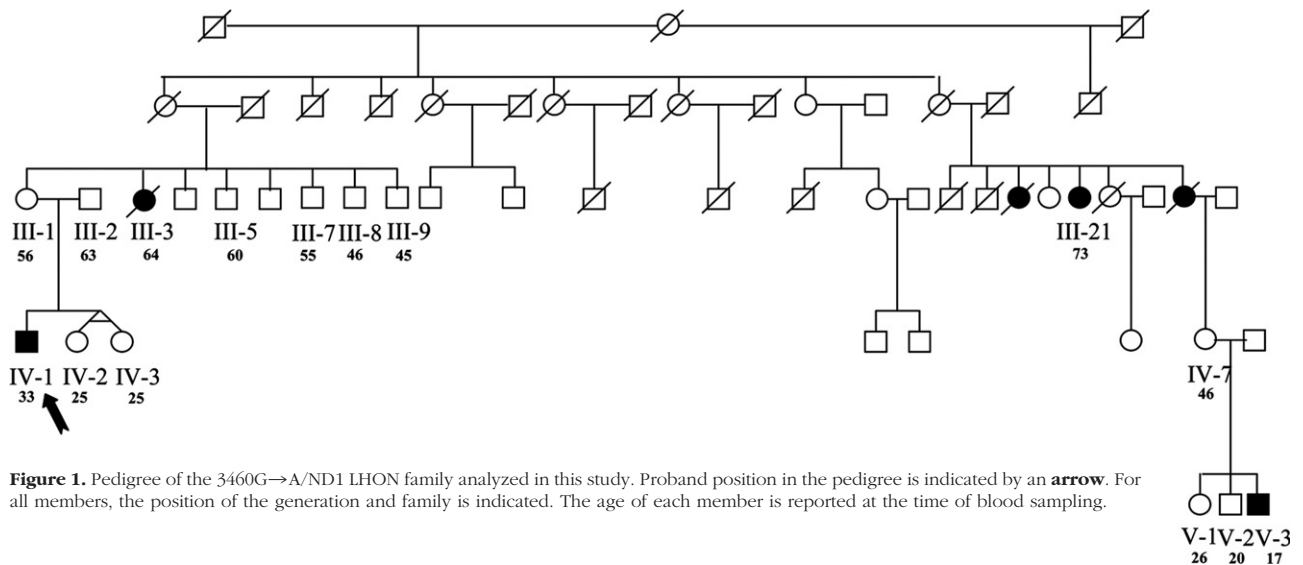 III-1 III-2 III-3 III-5 III-7 III-8 III-9 III-21
56 63 64 60 55 46 45 73
IV-1 IV-2 IV-3 IV-7
33 25 25 46
Figure 1. Pedigree of the 3460G→A/ND1 LHON family analyzed in this study. Proband position in the pedigree is indicated by an arrow. For
all members, the position of the generation and family is indicated. The age of each member is reported at the time of blood sampling.
V-1 V-2 V-3
26 20 17